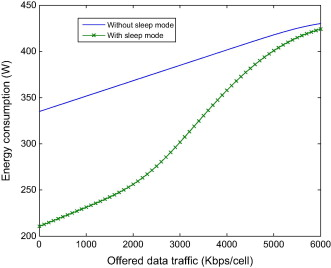 450
400
350
300
250
200
Energy consumption (W)
Without sleep mode
With sleep mode
0 1000 2000 3000 4000 5000 6000
Offered data traffic (Kbps/cell)